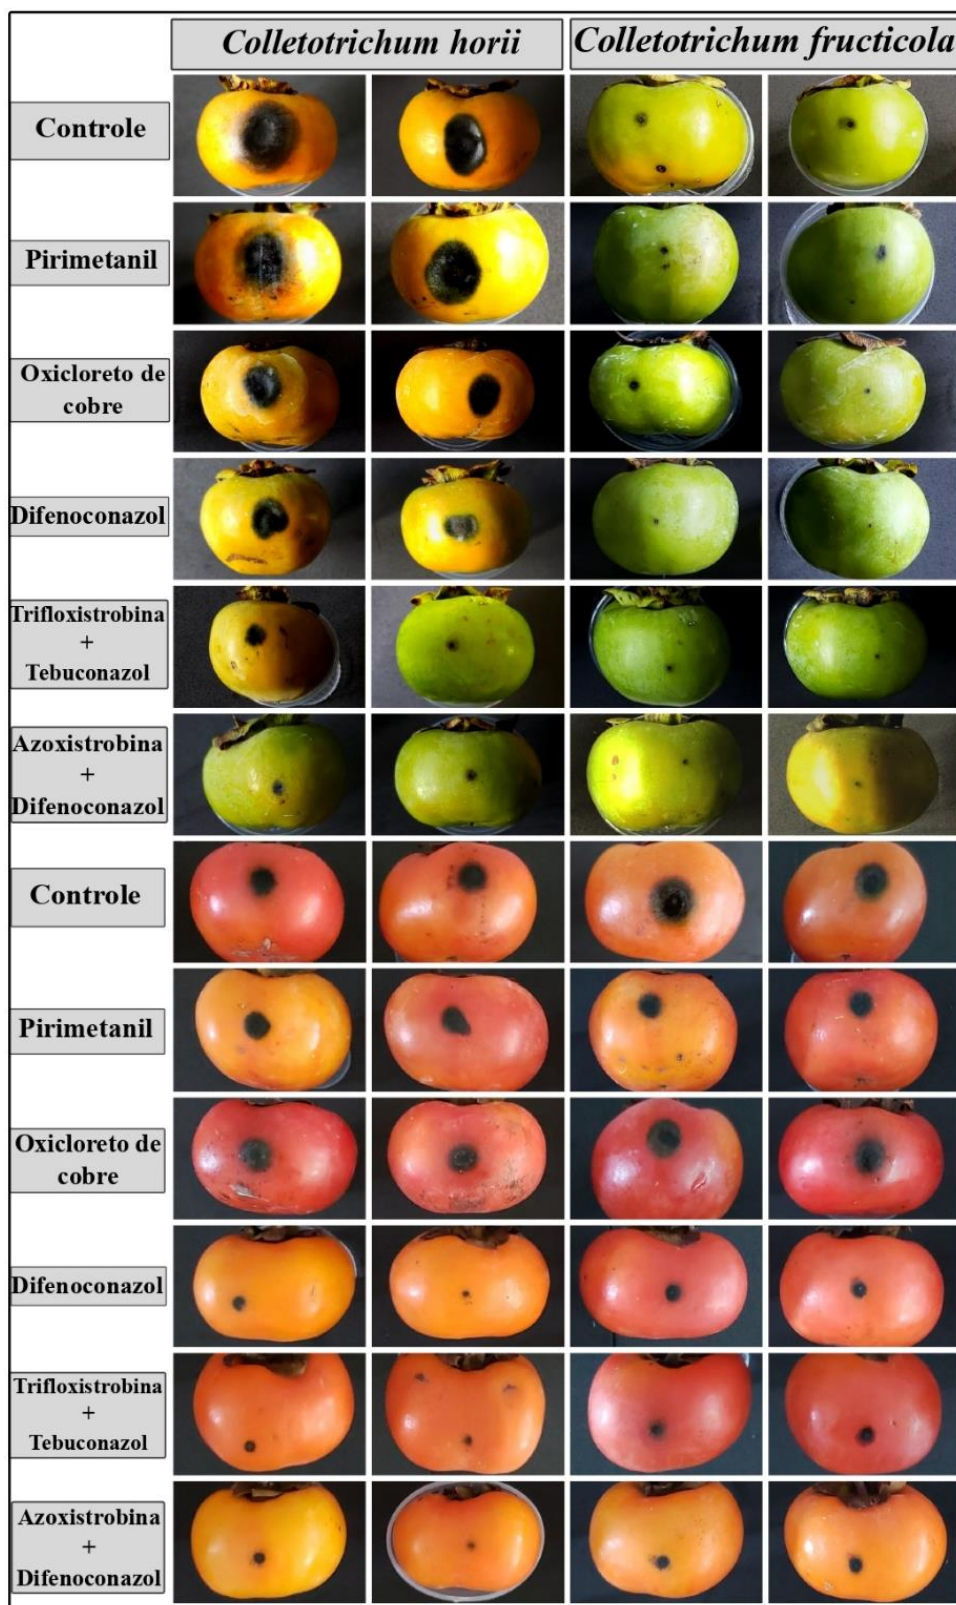 Colletotrichum horii
Colletotrichum fructicola
Controle
Pirimetanil
Oxicloreto de
cobre
Difenoconazol
Trifloxistrobina
+
Tebuconazol
Azoxistrobina
+
Difenoconazol
Controle
Pirimetanil
Oxicloreto de
cobre
Difenoconazol
Trifloxistrobina
+
Tebuconazol
Azoxistrobina
+
Difenoconazol